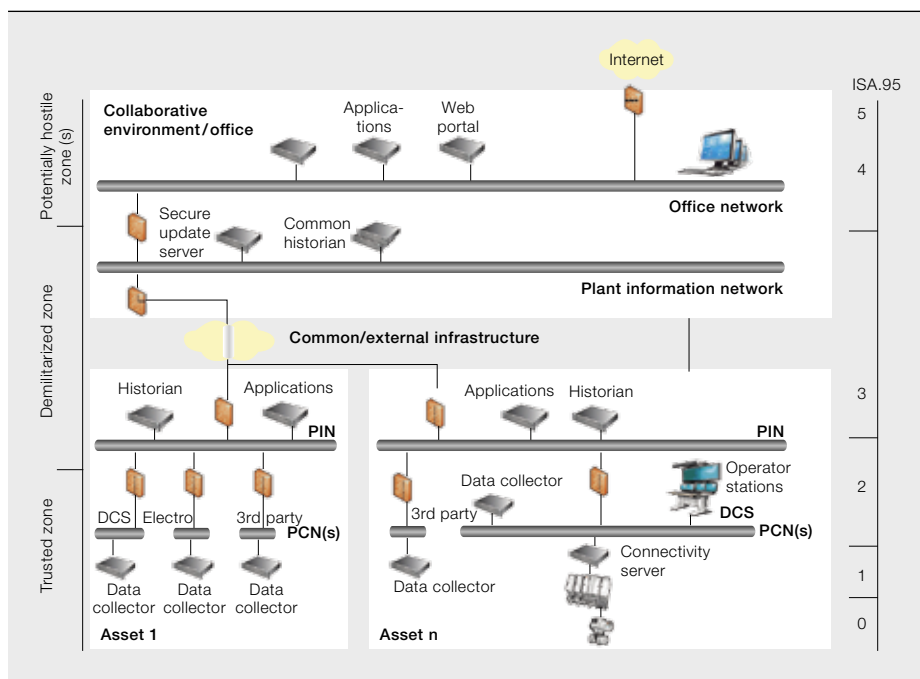 Internet
ISA.95
Potentially hostile
zone (s)
Collaborative
environment/office
Applica-
tions
Web
portal
5
4
Office network
Secure
update
server
Common
historian
Plant information network
Demilitarized zone
Common/external infrastructure
Historian
Applications
PIN
Applications
Historian
PIN
3
Trusted zone
DCS
Electro
3rd party
PCN(s)
Data
collector
Data
collector
Data
collector
Asset 1
3rd party
Data collector
Data collector
Operator
stations
DCS
PCN(s)
Connectivity
server
Asset n
2
1
0